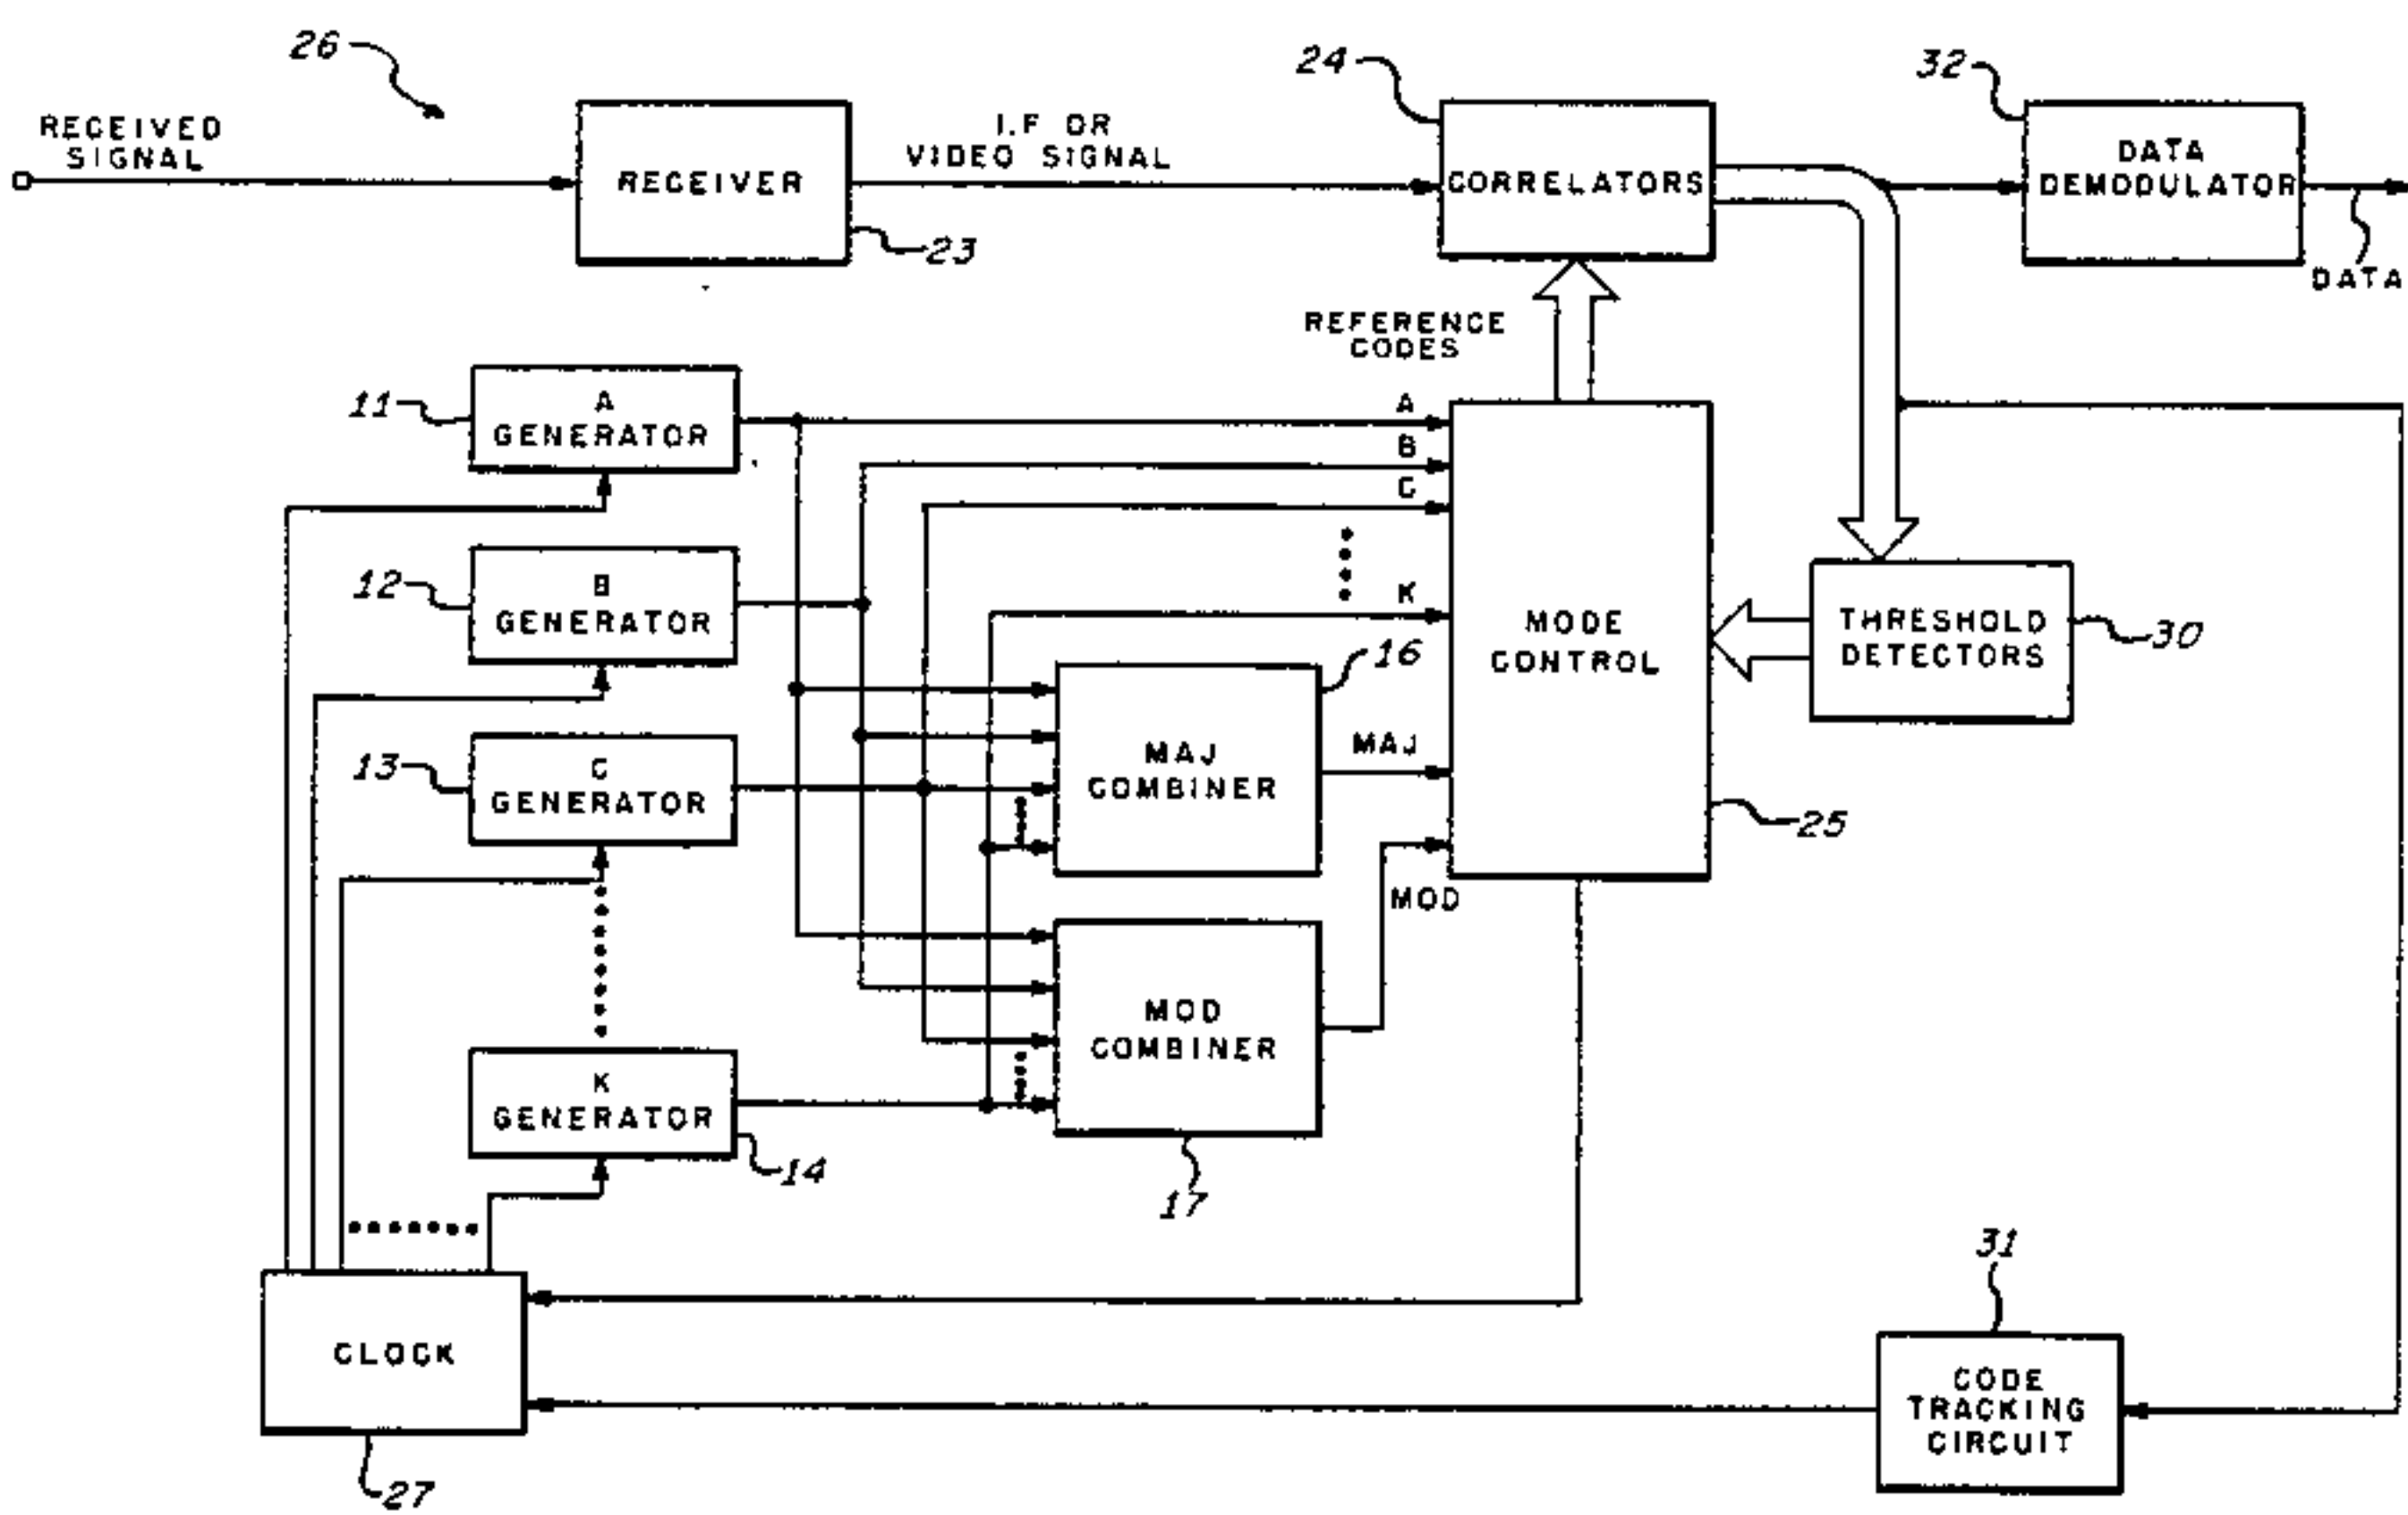 26
24
32
RECEIVED
SIGNAL
RECEIVER
I.F OR
VIDEO SIGNAL
CORRELATORS
DATA
DEMODULATOR
23
DATA
REFERENCE
CODES
11
A
GENERATOR
A
B
C
K
12
B
GENERATOR
MODE
CONTROL
THRESHOLD
DETECTORS
30
16
13
C
GENERATOR
MAJ
COMBINER
MAJ
25
MOD
MOD
COMBINER
K
GENERATOR
14
17
31
CLOCK
CODE
TRACKING
CIRCUIT
27